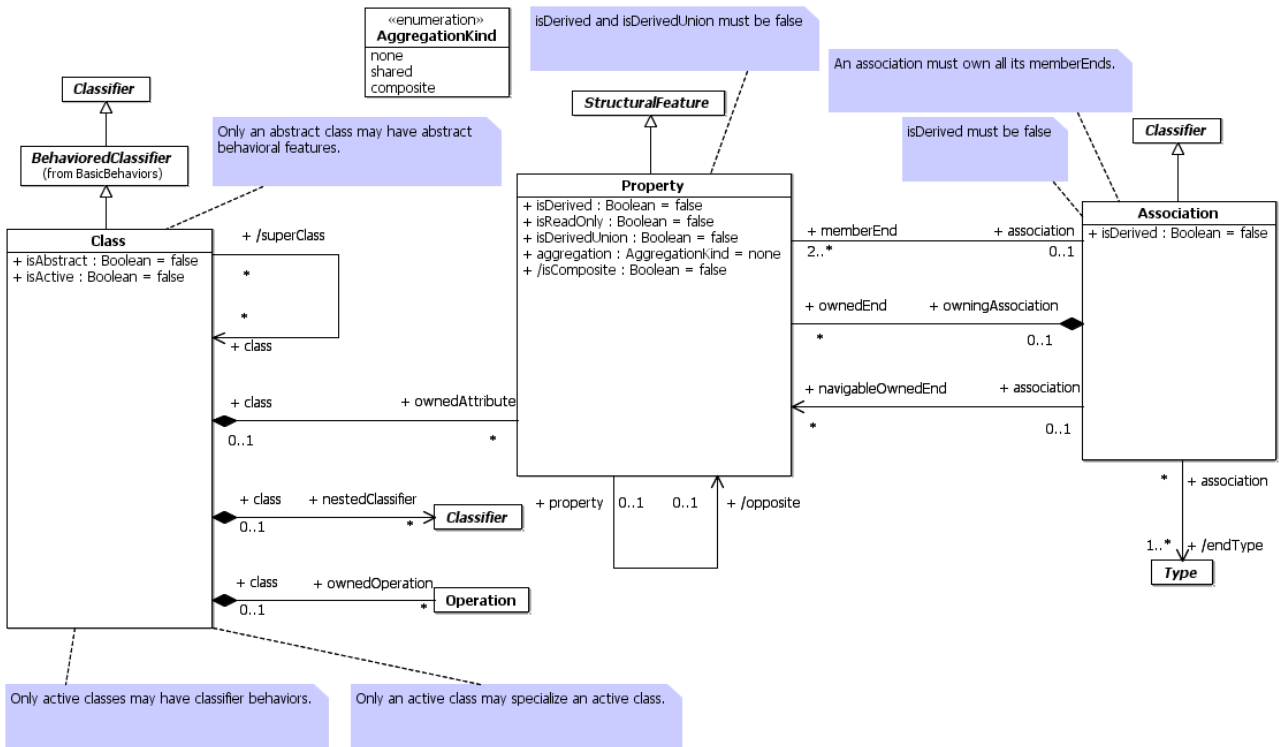 «enumeration»
AggregationKind
none
shared
composite
isDerived and isDerivedUnion must be false
An association must own all its memberEnds.
isDerived must be false
Classifier
BehavioredClassifier
(from BasicBehaviors)
Only an abstract class may have abstract
behavioral features.
StructuralFeature
Classifier
Class
+ isAbstract : Boolean = false
+ isActive : Boolean = false
+ /superClass
*
*
+ class
Property
+ isDerived : Boolean = false
+ isReadOnly : Boolean = false
+ isDerivedUnion : Boolean = false
+ aggregation : AggregationKind = none
+ /isComposite : Boolean = false
Association
+ isDerived : Boolean = false
+ memberEnd
+ association
2..*
0..1
+ ownedEnd
+ owningAssociation
*
0..1
+ navigableOwnedEnd
+ association
*
0..1
+ class
+ ownedAttribute
0..1
*
+ class
+ nestedClassifier
0..1
*
Classifier
+ class
+ ownedOperation
0..1
*
Operation
+ property
0..1
0..1
+ /opposite
*
+ association
1..*
+ /endType
Type
Only active classes may have classifier behaviors.
Only an active class may specialize an active class.